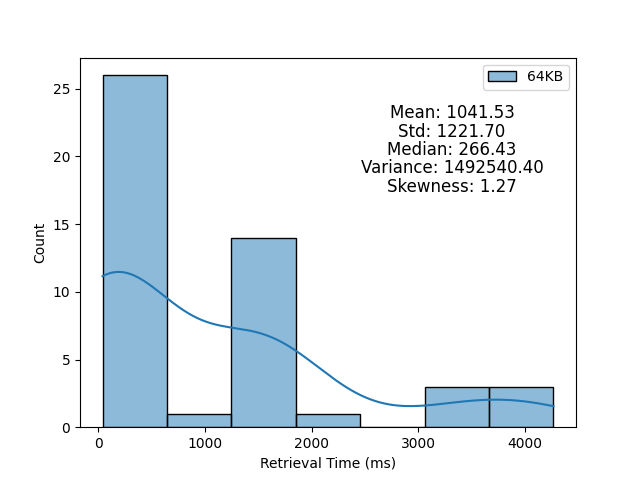 64KB
Mean: 1041.53
Std: 1221.70
Median: 266.43
Variance: 1492540.40
Skewness: 1.27
Count
25
20
15
10
5
0
0 1000 2000 3000 4000
Retrieval Time (ms)